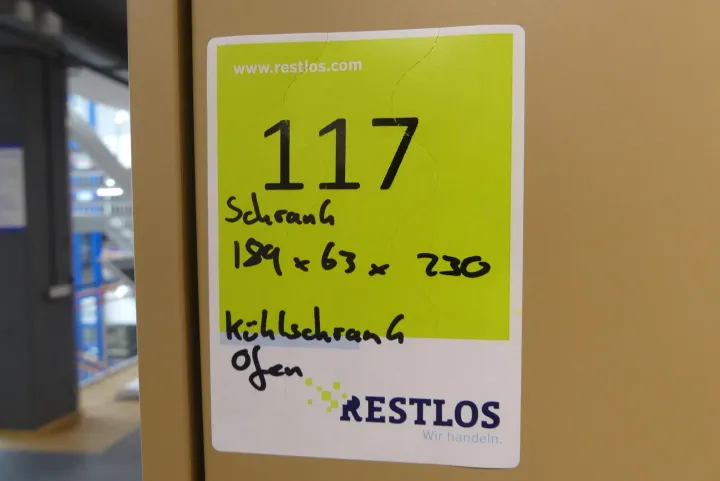 www.restlos.com
117
Schrank
189 x 63 x 230
Kühlschrank
Ofen
RESTLOS
Wir handeln.